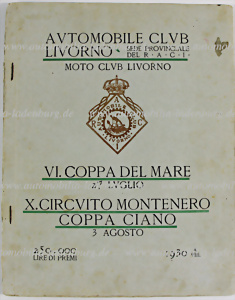 AVTOMOBILE CLVB
LIVORNO - SEDE PROVINCIALE
DEL R.A.C.I.
MOTO CLVB LIVORNO
VI. COPPA DEL MARE
27 LVGLIO
X. CIRCVITO MONTENERO
COPPA CIANO
3 AGOSTO
250.000
LIRE DI PREMI
1930